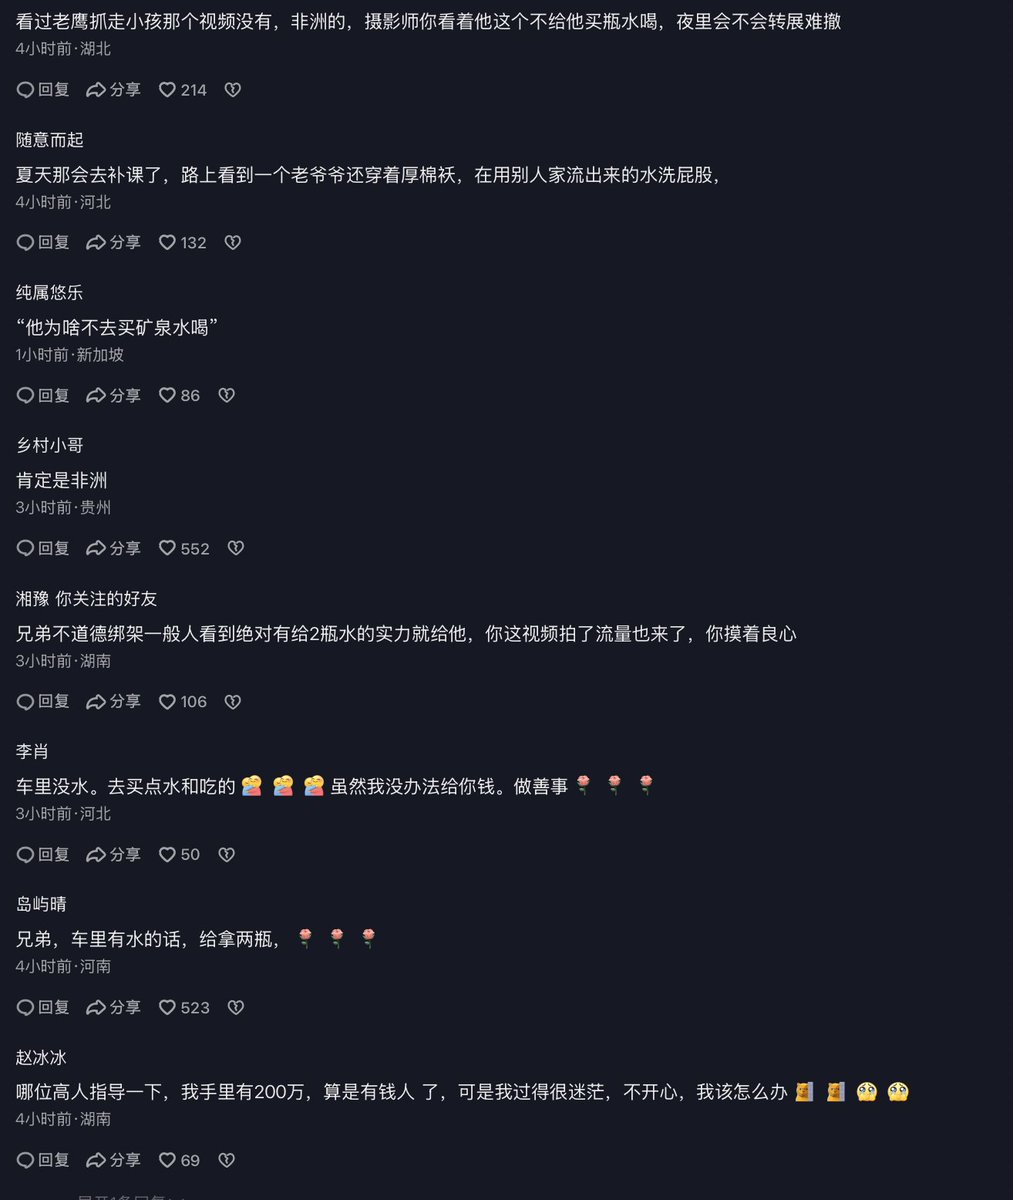 看过老鹰抓走小孩那个视频没有，非洲的，摄影师你看着他这个不给他买瓶水喝，夜里会不会转展难撤
4小时前·湖北
回复 分享 214
随意而起
夏天那会去补课了，路上看到一个老爷爷还穿着厚棉袄，在用别人家流出来的水洗屁股，
4小时前·河北
回复 分享 132
纯属悠乐
“他为啥不去买矿泉水喝”
1小时前·新加坡
回复 分享 86
乡村小哥
肯定是非洲
3小时前·贵州
回复 分享 552
湘豫 你关注的好友
兄弟不道德绑架一般人看到绝对有给2瓶水的实力就给他，你这视频拍了流量也来了，你摸着良心
3小时前·湖南
回复 分享 106
李肖
车里没水。去买点水和吃的 虽然我没办法给你钱。做善事
3小时前·河北
回复 分享 50
岛屿晴
兄弟，车里有水的话，给拿两瓶，
4小时前·河南
回复 分享 523
赵冰冰
哪位高人指导一下，我手里有200万，算是有钱人 了，可是我过得很迷茫，不开心，我该怎么办
4小时前·湖南
回复 分享 69